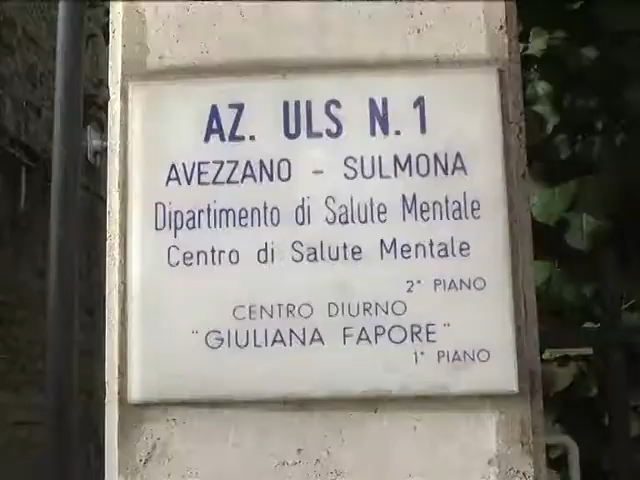 AZ. ULS N. 1
AVEZZANO - SULMONA
Dipartimento di Salute Mentale
Centro di Salute Mentale
2° PIANO
CENTRO DIURNO
"GIULIANA FAPORE"
1° PIANO